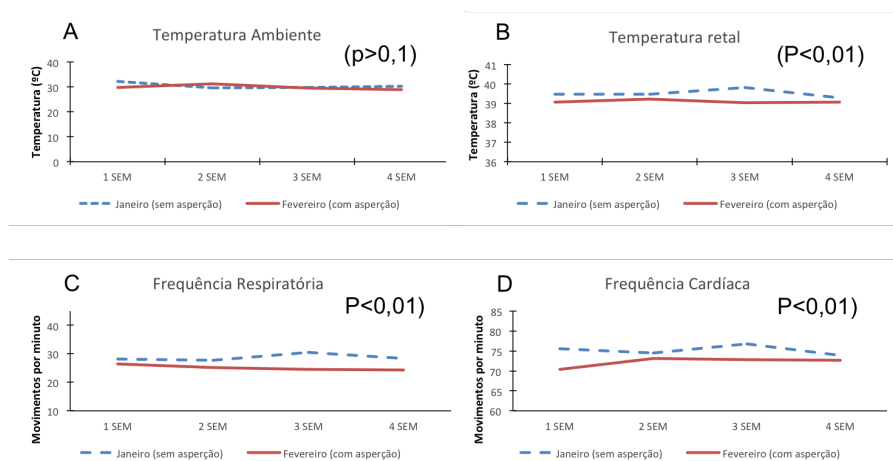 A
Temperatura Ambiente
(p>0,1)
Temperatura (ºC)
40
30
20
10
0
1 SEM 2 SEM 3 SEM 4 SEM
Janeiro (sem asperção) Fevereiro (com asperção)
B
Temperatura retal
(P<0,01)
Temperatura (ºC)
41
40
39
38
37
36
1 SEM 2 SEM 3 SEM 4 SEM
Janeiro (sem asperção) Fevereiro (com asperção)
C
Frequência Respiratória
P<0,01)
Movimentos por minuto
40
30
20
10
1 SEM 2 SEM 3 SEM 4 SEM
Janeiro (sem asperção) Fevereiro (com asperção)
D
Frequência Cardíaca
P<0,01)
Movimentos por minuto
85
80
75
70
65
60
1 SEM 2 SEM 3 SEM 4 SEM
Janeiro (sem asperção) Fevereiro (com asperção)